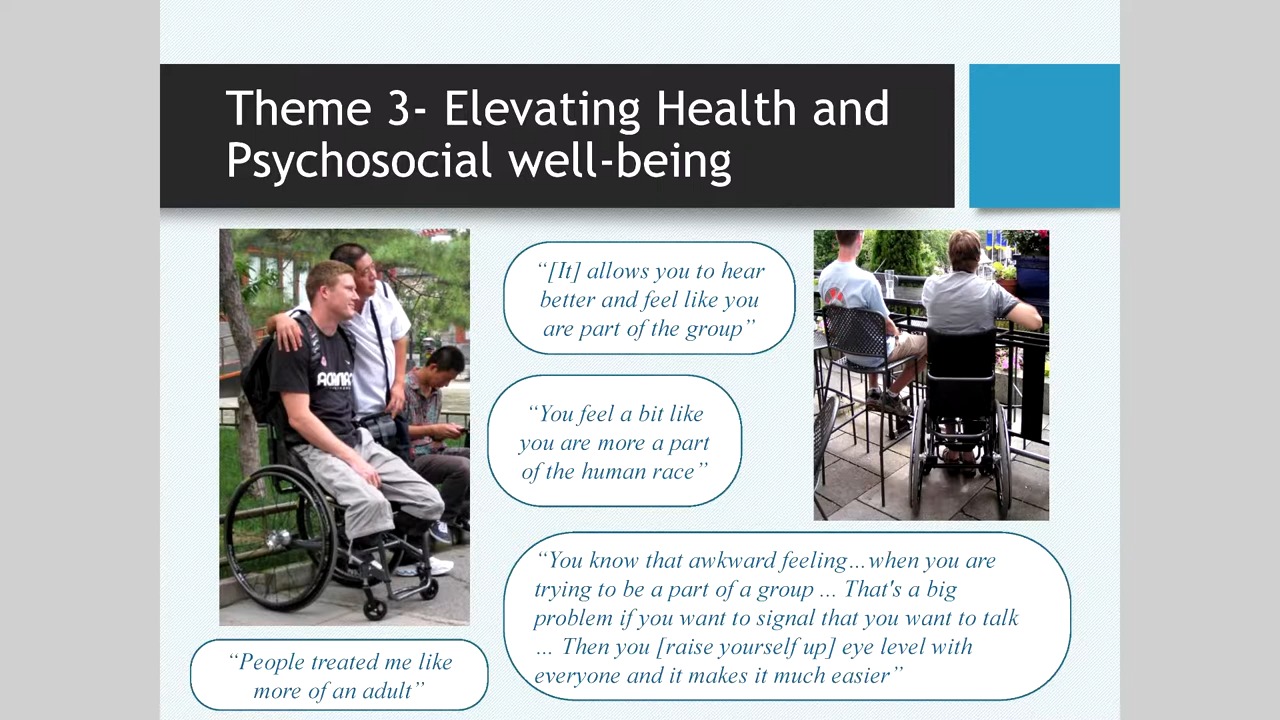 Theme 3- Elevating Health and
Psychosocial well-being
“[It] allows you to hear
better and feel like you
are part of the group”
“You feel a bit like
you are more a part
of the human race”
“You know that awkward feeling…when you are
trying to be a part of a group ... That's a big
problem if you want to signal that you want to talk
... Then you [raise yourself up] eye level with
everyone and it makes it much easier”
“People treated me like
more of an adult”